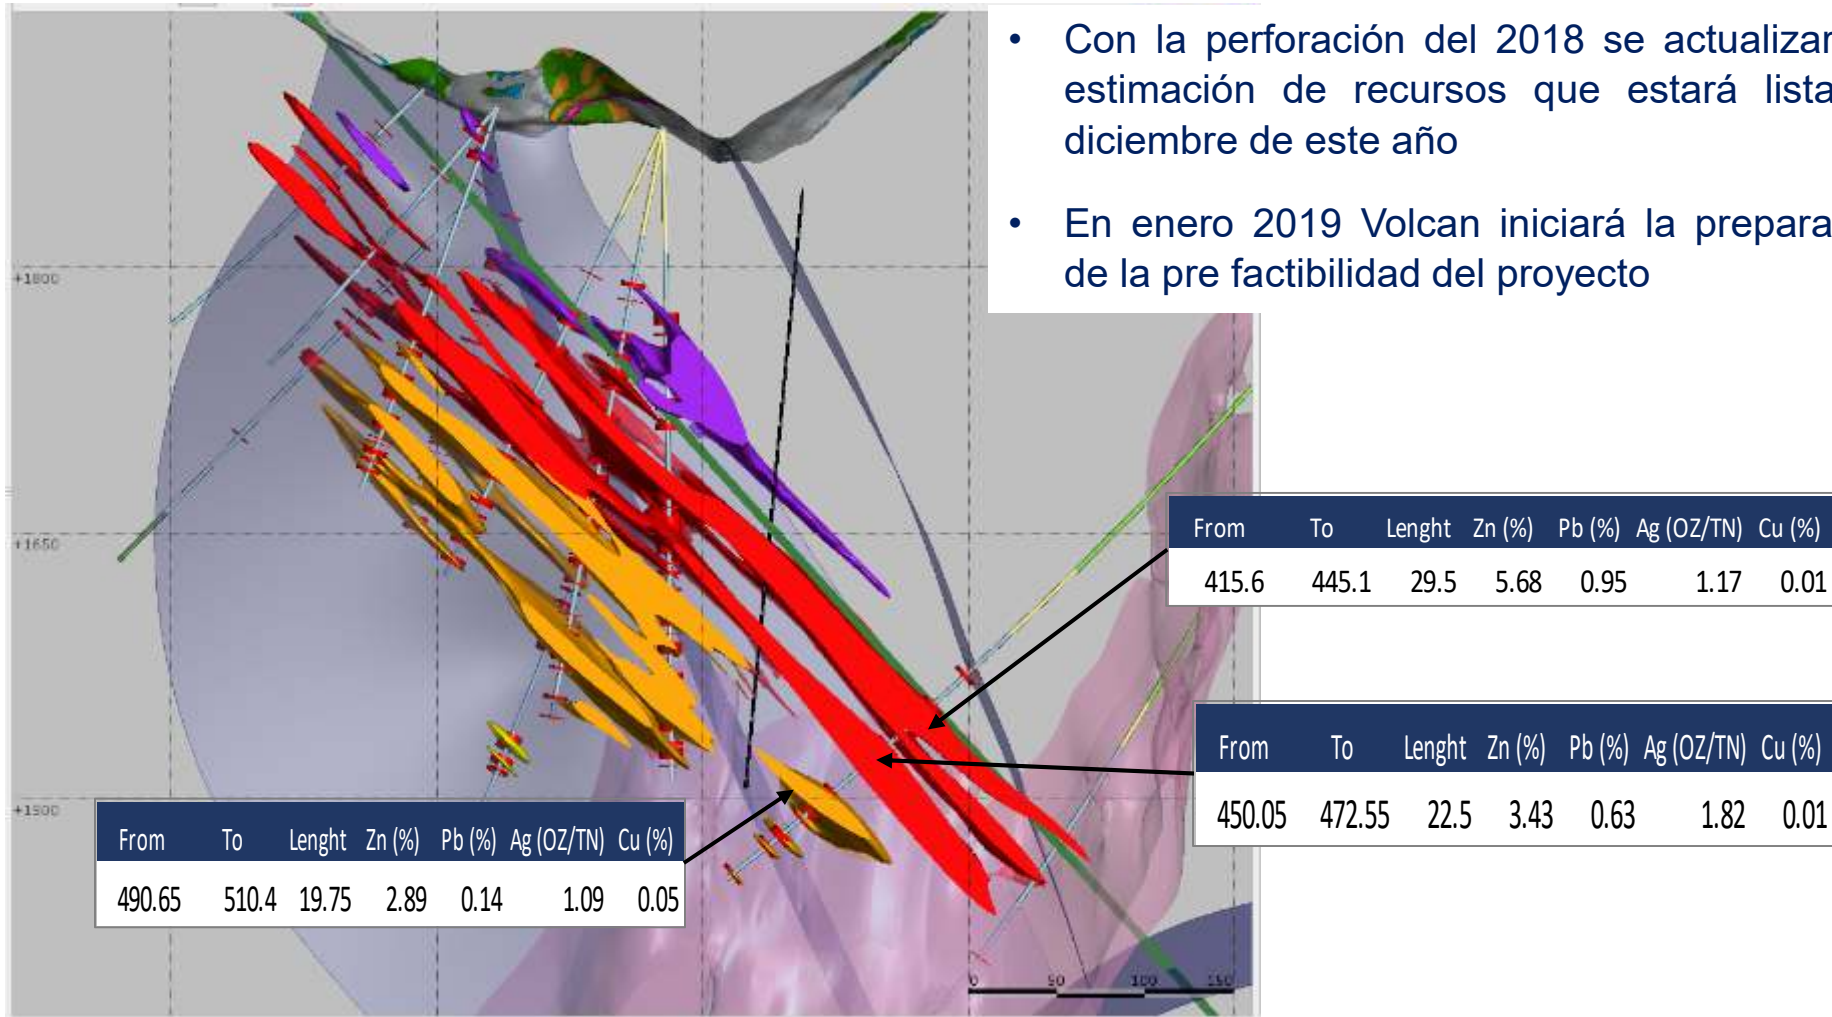 • Con la perforación del 2018 se actualizar
estimación de recursos que estará lista
diciembre de este año
• En enero 2019 Volcan iniciará la prepara
de la pre factibilidad del proyecto
+1800
+1650
+1500
From To Lenght Zn (%) Pb (%) Ag (OZ/TN) Cu (%)
415.6 445.1 29.5 5.68 0.95 1.17 0.01
From To Lenght Zn (%) Pb (%) Ag (OZ/TN) Cu (%)
450.05 472.55 22.5 3.43 0.63 1.82 0.01
From To Lenght Zn (%) Pb (%) Ag (OZ/TN) Cu (%)
490.65 510.4 19.75 2.89 0.14 1.09 0.05
0 50 100 150